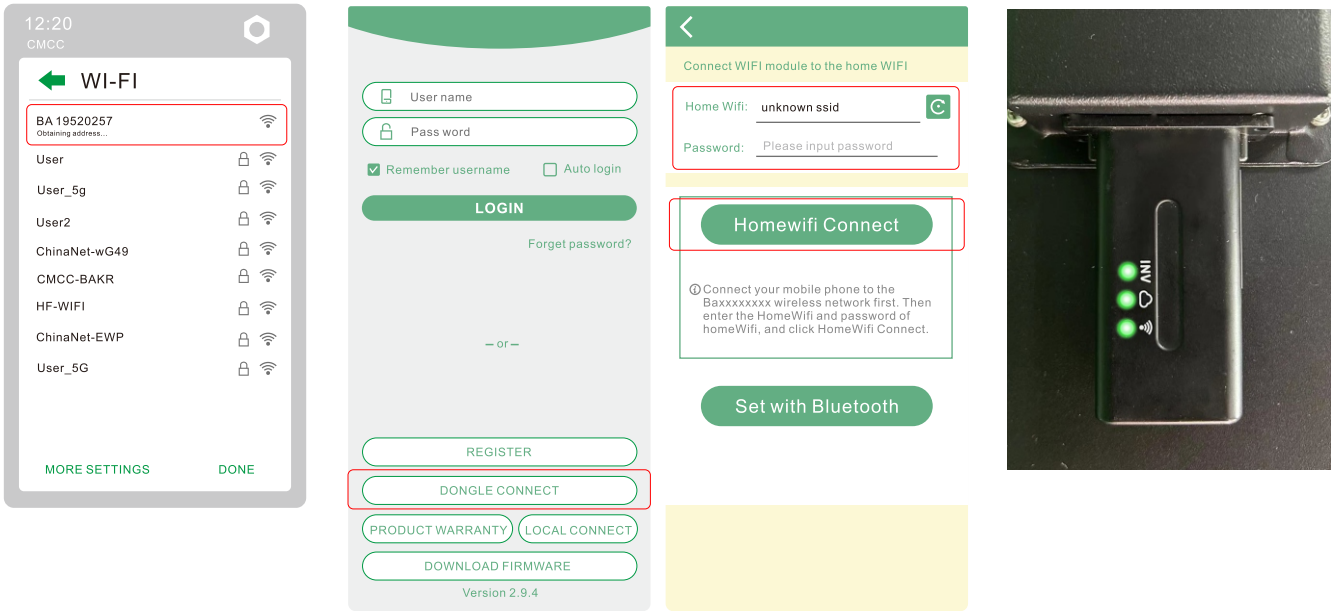 12:20
CMCC
WI-FI
BA 19520257
Obtaining address...
User
User_5g
User2
ChinaNet-wG49
CMCC-BAKR
HF-WIFI
ChinaNet-EWP
User_5G
MORE SETTINGS
DONE
User name
Pass word
Remember username
Auto login
LOGIN
Forget password?
– or –
REGISTER
DONGLE CONNECT
PRODUCT WARRANTY
LOCAL CONNECT
DOWNLOAD FIRMWARE
Version 2.9.4
Connect WIFI module to the home WIFI
Home Wifi: unknown ssid
Password: Please input password
Homewifi Connect
Connect your mobile phone to the
Baxxxxxxxx wireless network first. Then
enter the HomeWifi and password of
homeWifi, and click HomeWifi Connect.
Set with Bluetooth
INV